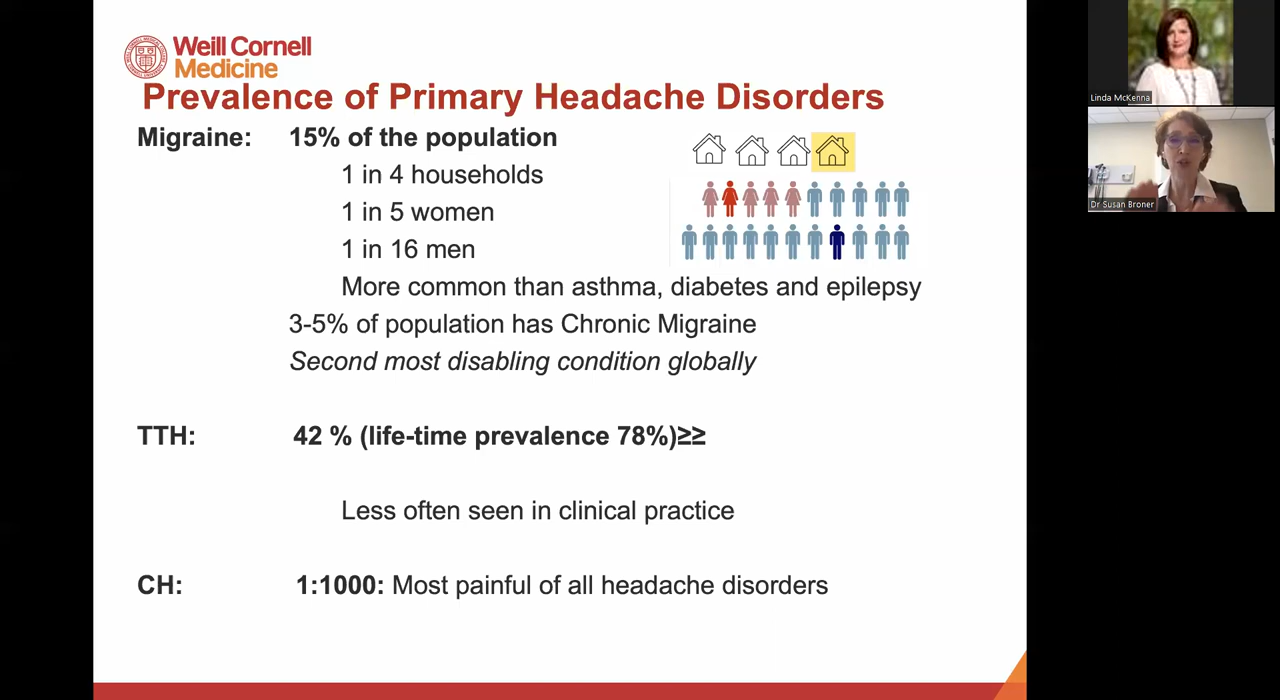 Weill Cornell
Medicine
Prevalence of Primary Headache Disorders
Migraine: 15% of the population
1 in 4 households
1 in 5 women
1 in 16 men
More common than asthma, diabetes and epilepsy
3-5% of population has Chronic Migraine
Second most disabling condition globally
TTH: 42 % (life-time prevalence 78%)≥≥
Less often seen in clinical practice
CH: 1:1000: Most painful of all headache disorders
Linda McKenna
Dr Susan Broner